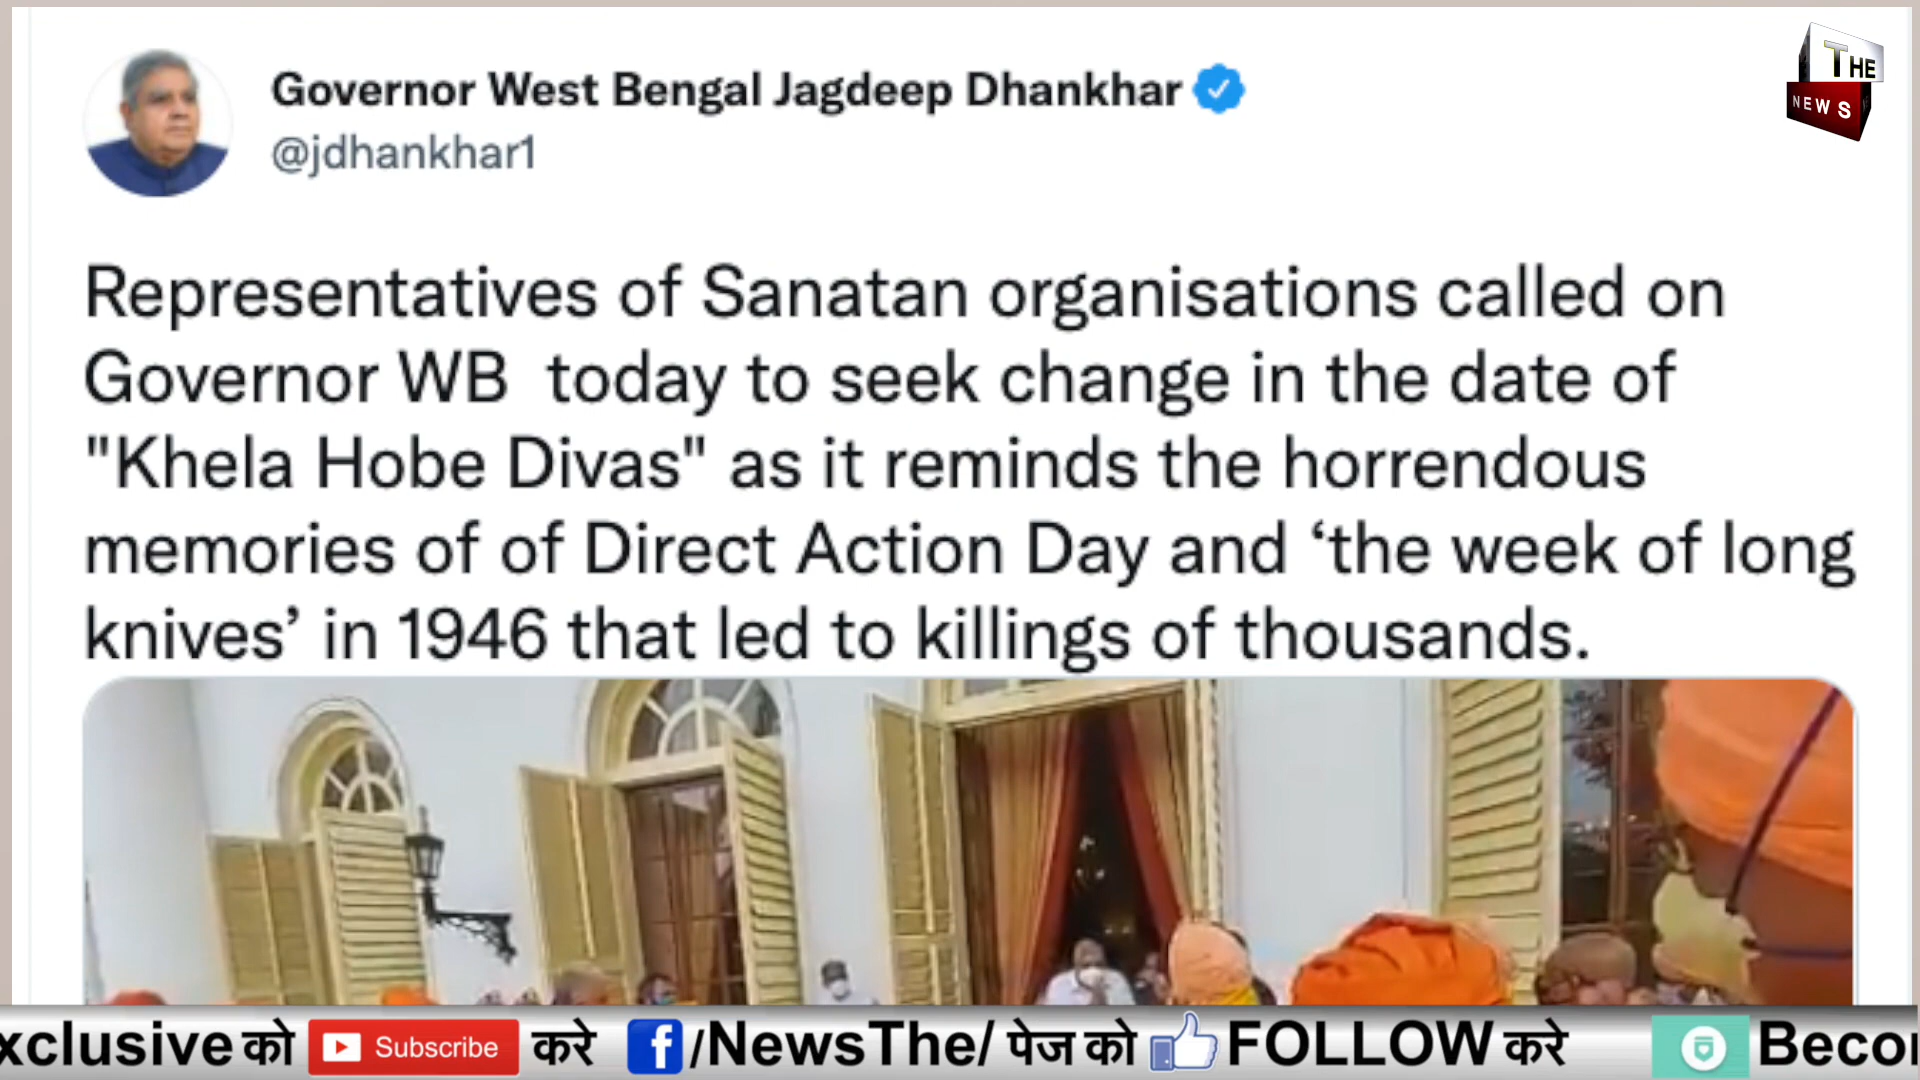 Governor West Bengal Jagdeep Dhankhar
@jdhankhar1
THE
NEWS
Representatives of Sanatan organisations called on
Governor WB  today to seek change in the date of
"Khela Hobe Divas" as it reminds the horrendous
memories of of Direct Action Day and ‘the week of long
knives’ in 1946 that led to killings of thousands.
xclusive को Subscribe करे f/NewsThe/ पेज को FOLLOW करे Beco